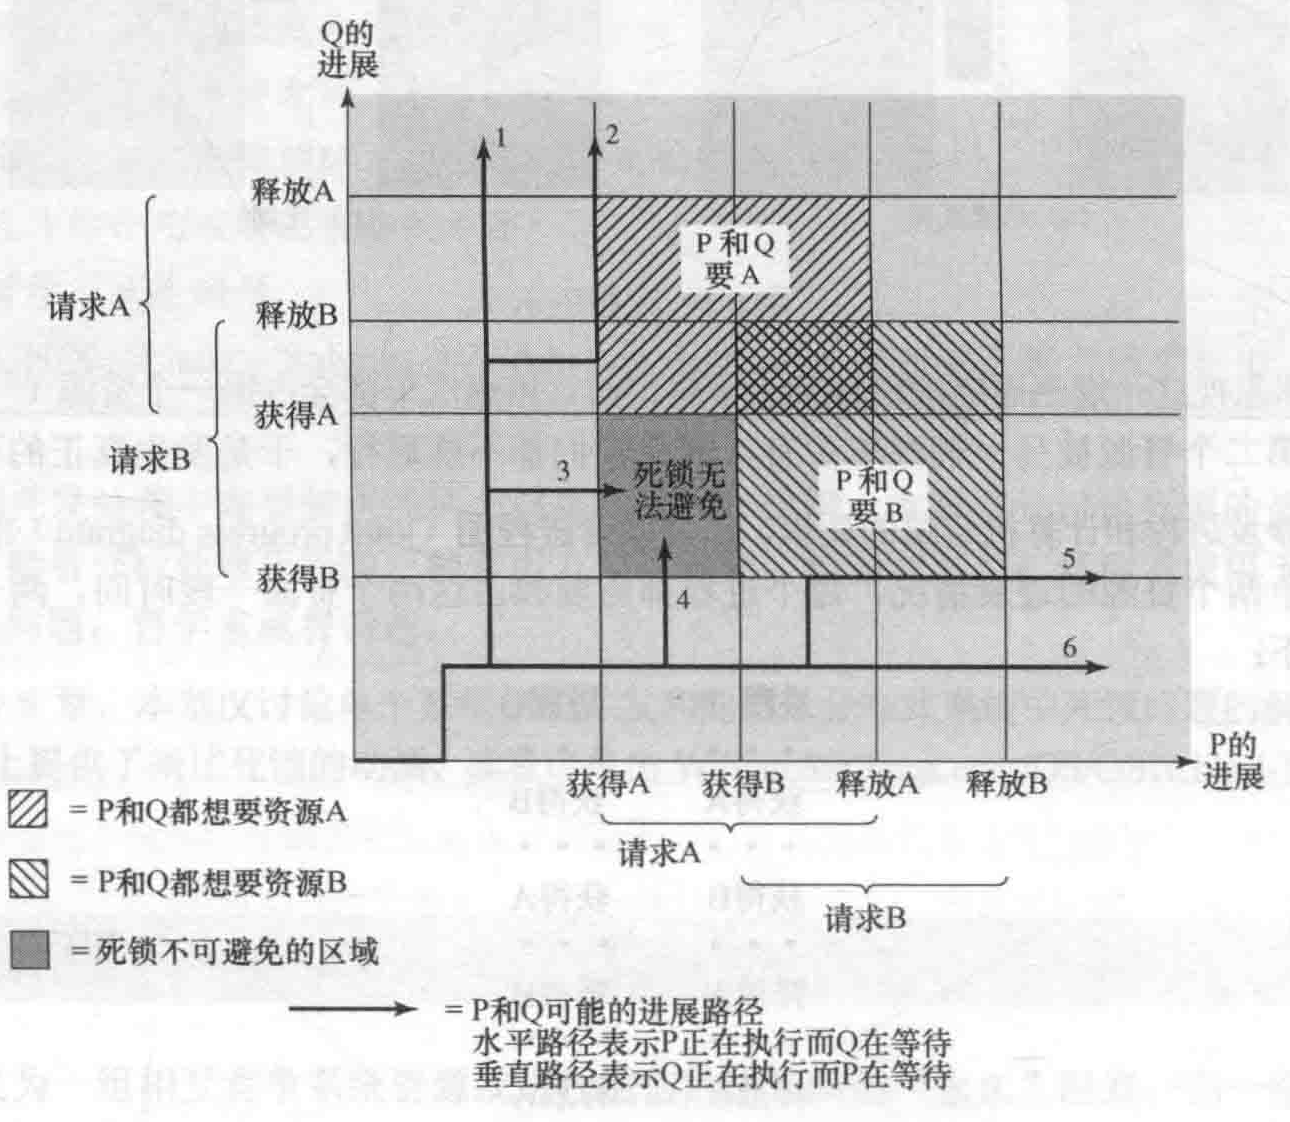 Q的
进展
1
2
释放A
P和Q
要A
请求A
释放B
获得A
请求B
3
死锁无
法避免
P和Q
要B
获得B
4
5
6
P的
进展
获得A
获得B
释放A
释放B
请求A
请求B
= P和Q都想要资源A
= P和Q都想要资源B
=死锁不可避免的区域
= P和Q可能的进展路径
水平路径表示P正在执行而Q在等待
垂直路径表示Q正在执行而P在等待